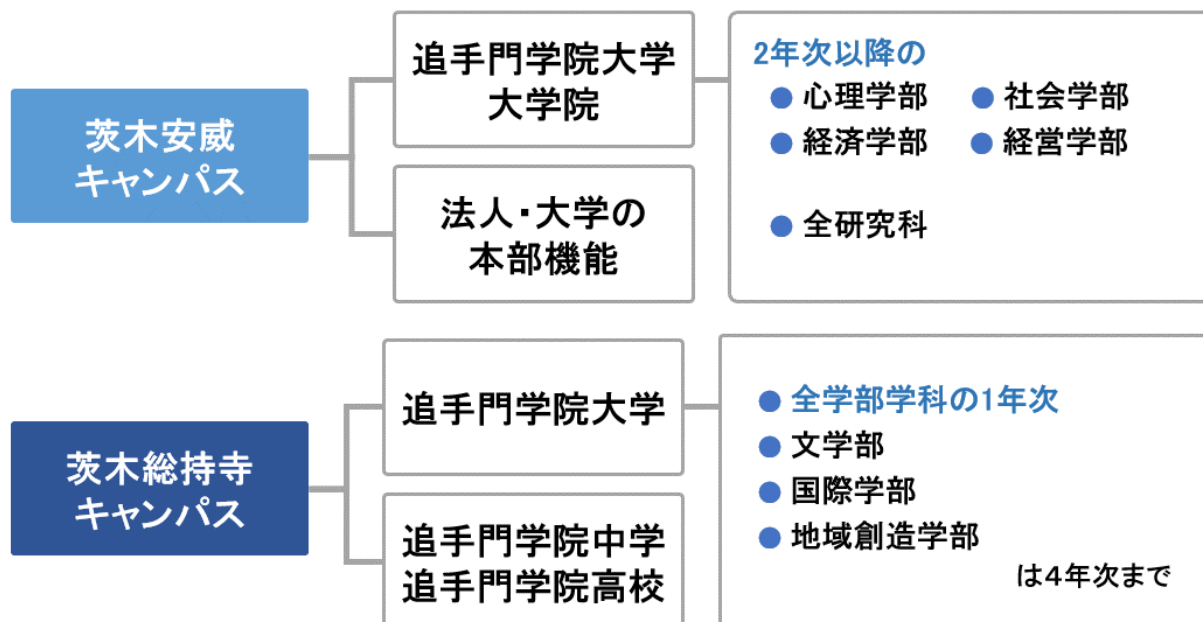 茨木安威
キャンパス
追手門学院大学
大学院
法人・大学の
本部機能
2年次以降の
● 心理学部 ● 社会学部
● 経済学部 ● 経営学部
● 全研究科
茨木総持寺
キャンパス
追手門学院大学
追手門学院中学
追手門学院高校
● 全学部学科の1年次
● 文学部
● 国際学部
● 地域創造学部
は4年次まで